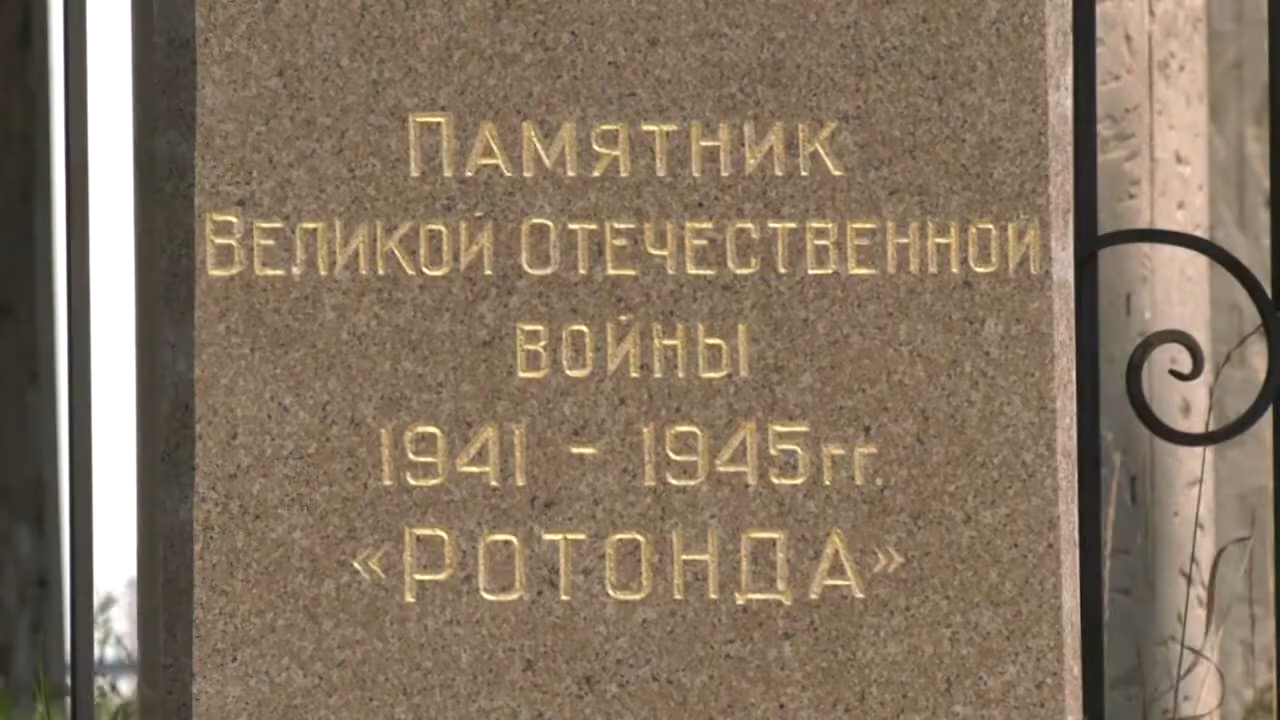 Памятник
Великой Отечественной
войны
1941 - 1945гг.
«Ротонда»